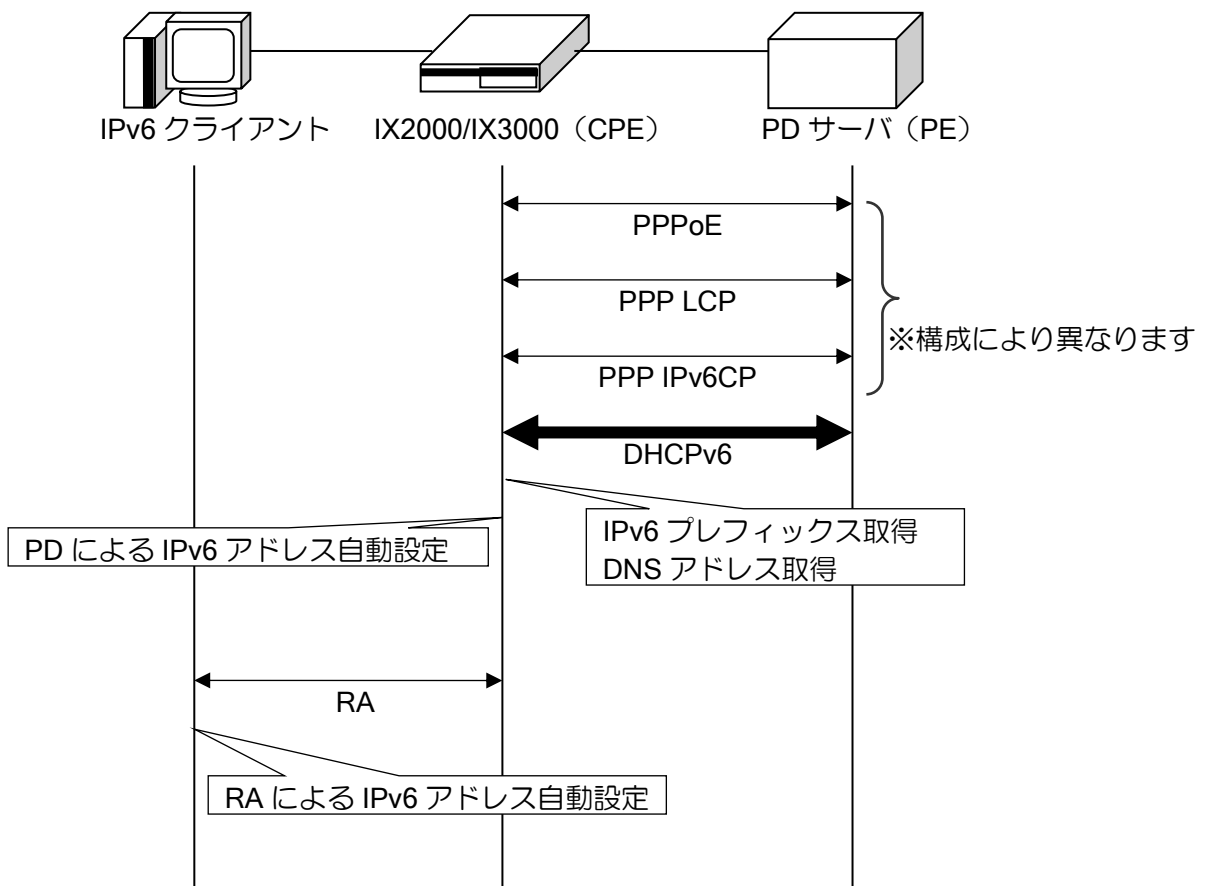 IPv6 クライアント
IX2000/IX3000（CPE）
PD サーバ（PE）
PPPoE
PPP LCP
※構成により異なります
PPP IPv6CP
DHCPv6
IPv6 プレフィックス取得
DNS アドレス取得
PD による IPv6 アドレス自動設定
RA
RA による IPv6 アドレス自動設定